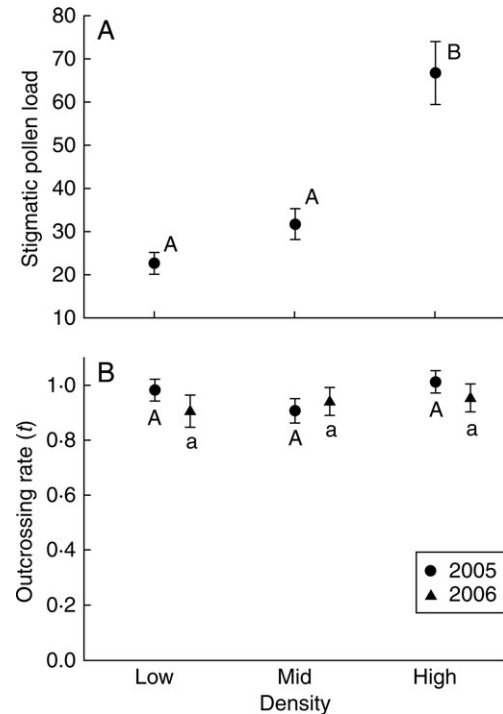 A
80
70
60
50
40
30
20
10
Stigmatic pollen load
A
A
B
B
1·0
0·8
0·6
0·4
0·2
0.0
Outcrossing rate (t)
A a A a A a
2005
2006
Low Mid High
Density